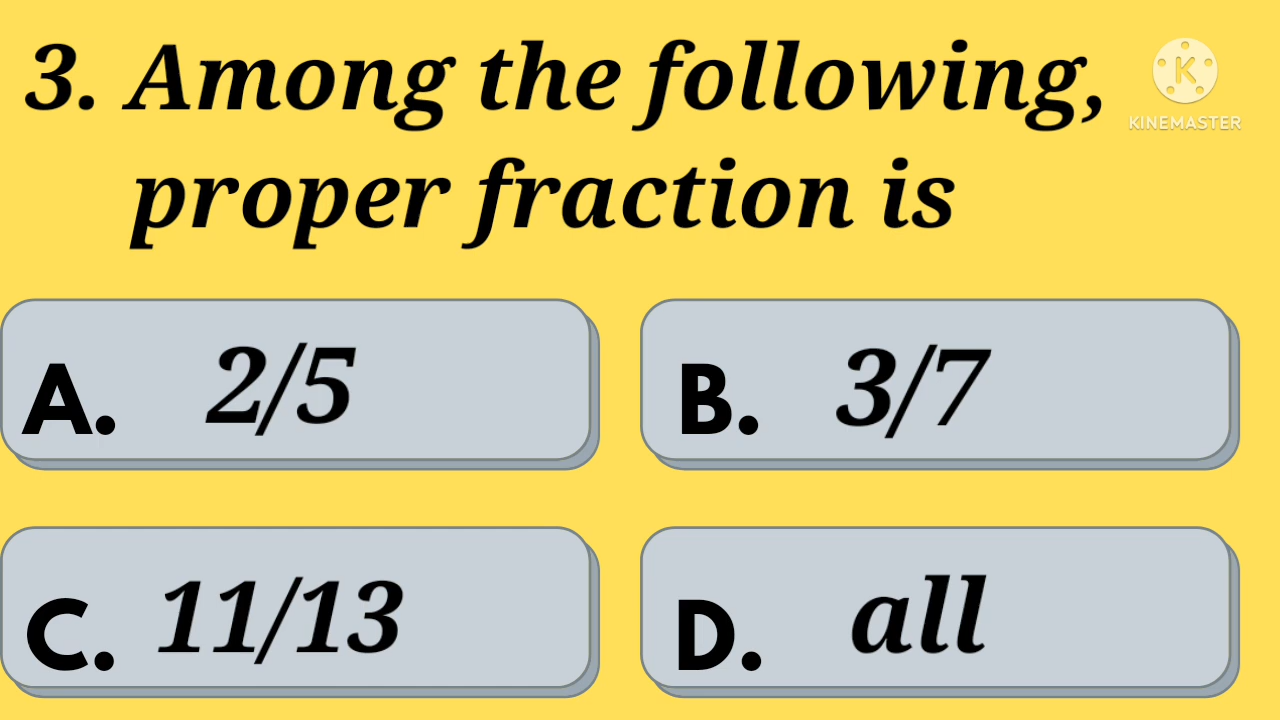 3. Among the following,
proper fraction is
KINEMASTER
A. 2/5
B. 3/7
C. 11/13
D. all